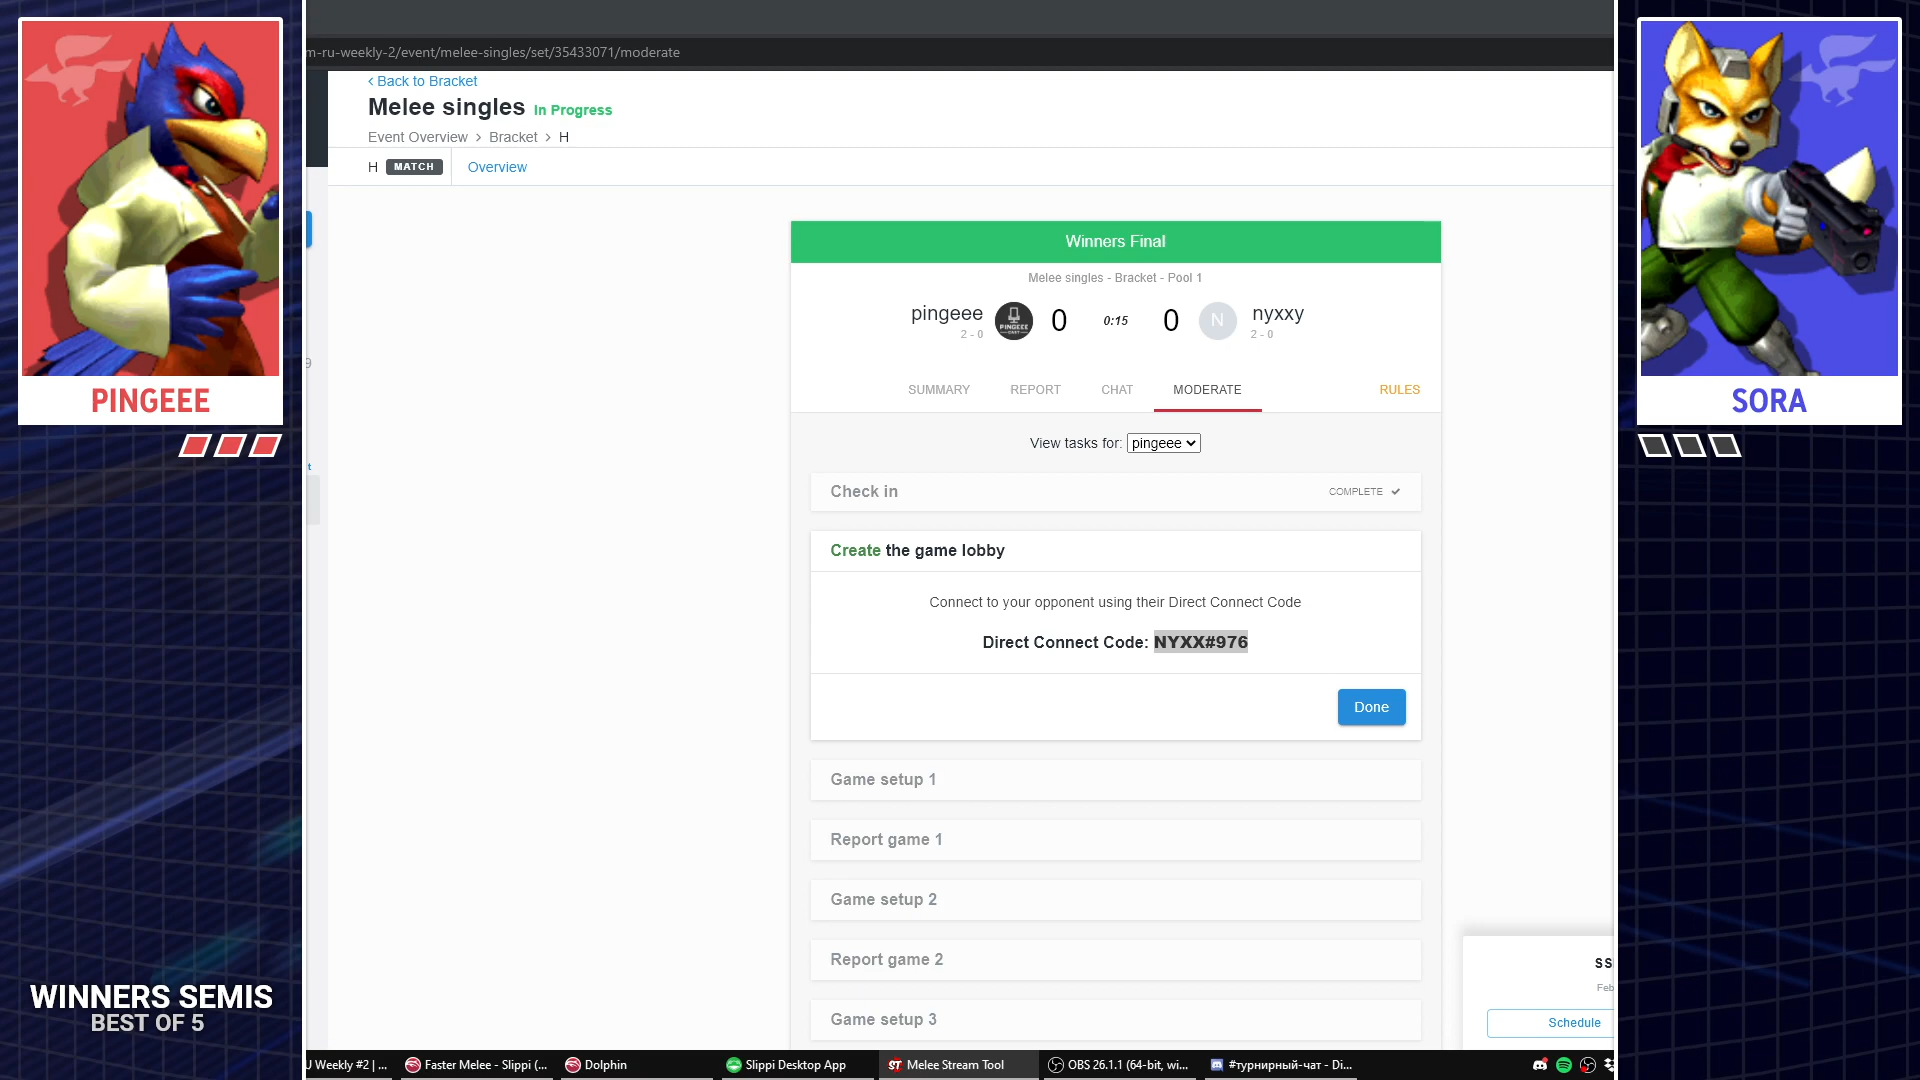 m-ru-weekly-2/event/melee-singles/set/35433071/moderate
‹ Back to Bracket
Melee singles In Progress
Event Overview > Bracket > H
H MATCH Overview
Winners Final
Melee singles - Bracket - Pool 1
pingeee 0 0:15 0 N nyxxy
2 - 0 2 - 0
PINGEEE
SUMMARY REPORT CHAT MODERATE RULES
View tasks for: pingeee
Check in COMPLETE
Create the game lobby
Connect to your opponent using their Direct Connect Code
Direct Connect Code: NYXX#976
Done
Game setup 1
Report game 1
Game setup 2
Report game 2
Game setup 3
PINGEEE
SORA
WINNERS SEMIS
BEST OF 5
9
t
SS
Feb
Schedule
U Weekly #2 | ... Faster Melee - Slippi (... Dolphin Slippi Desktop App ST Melee Stream Tool OBS 26.1.1 (64-bit, wi... #турнирный-чат - Di...